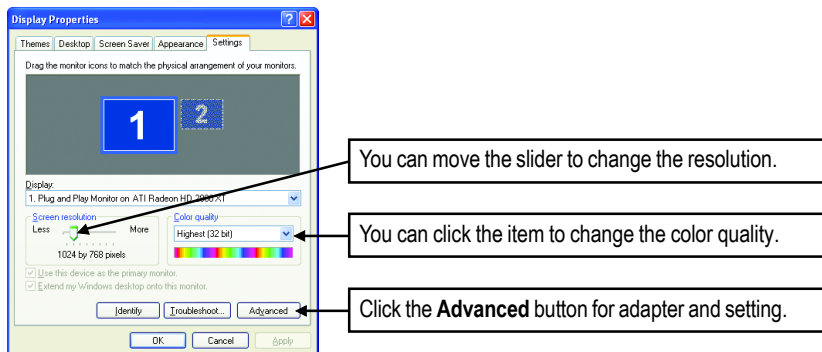 Display Properties
Themes Desktop Screen Saver Appearance Settings
Drag the monitor icons to match the physical arrangement of your monitors.
1 2
Display:
1. Plug and Play Monitor on ATI Radeon HD 2900 XT
Screen resolution
Less More
1024 by 768 pixels
Color quality
Highest (32 bit)
Use this device as the primary monitor.
Extend my Windows desktop onto this monitor.
Identify Troubleshoot... Advanced
OK Cancel Apply
You can move the slider to change the resolution.
You can click the item to change the color quality.
Click the Advanced button for adapter and setting.